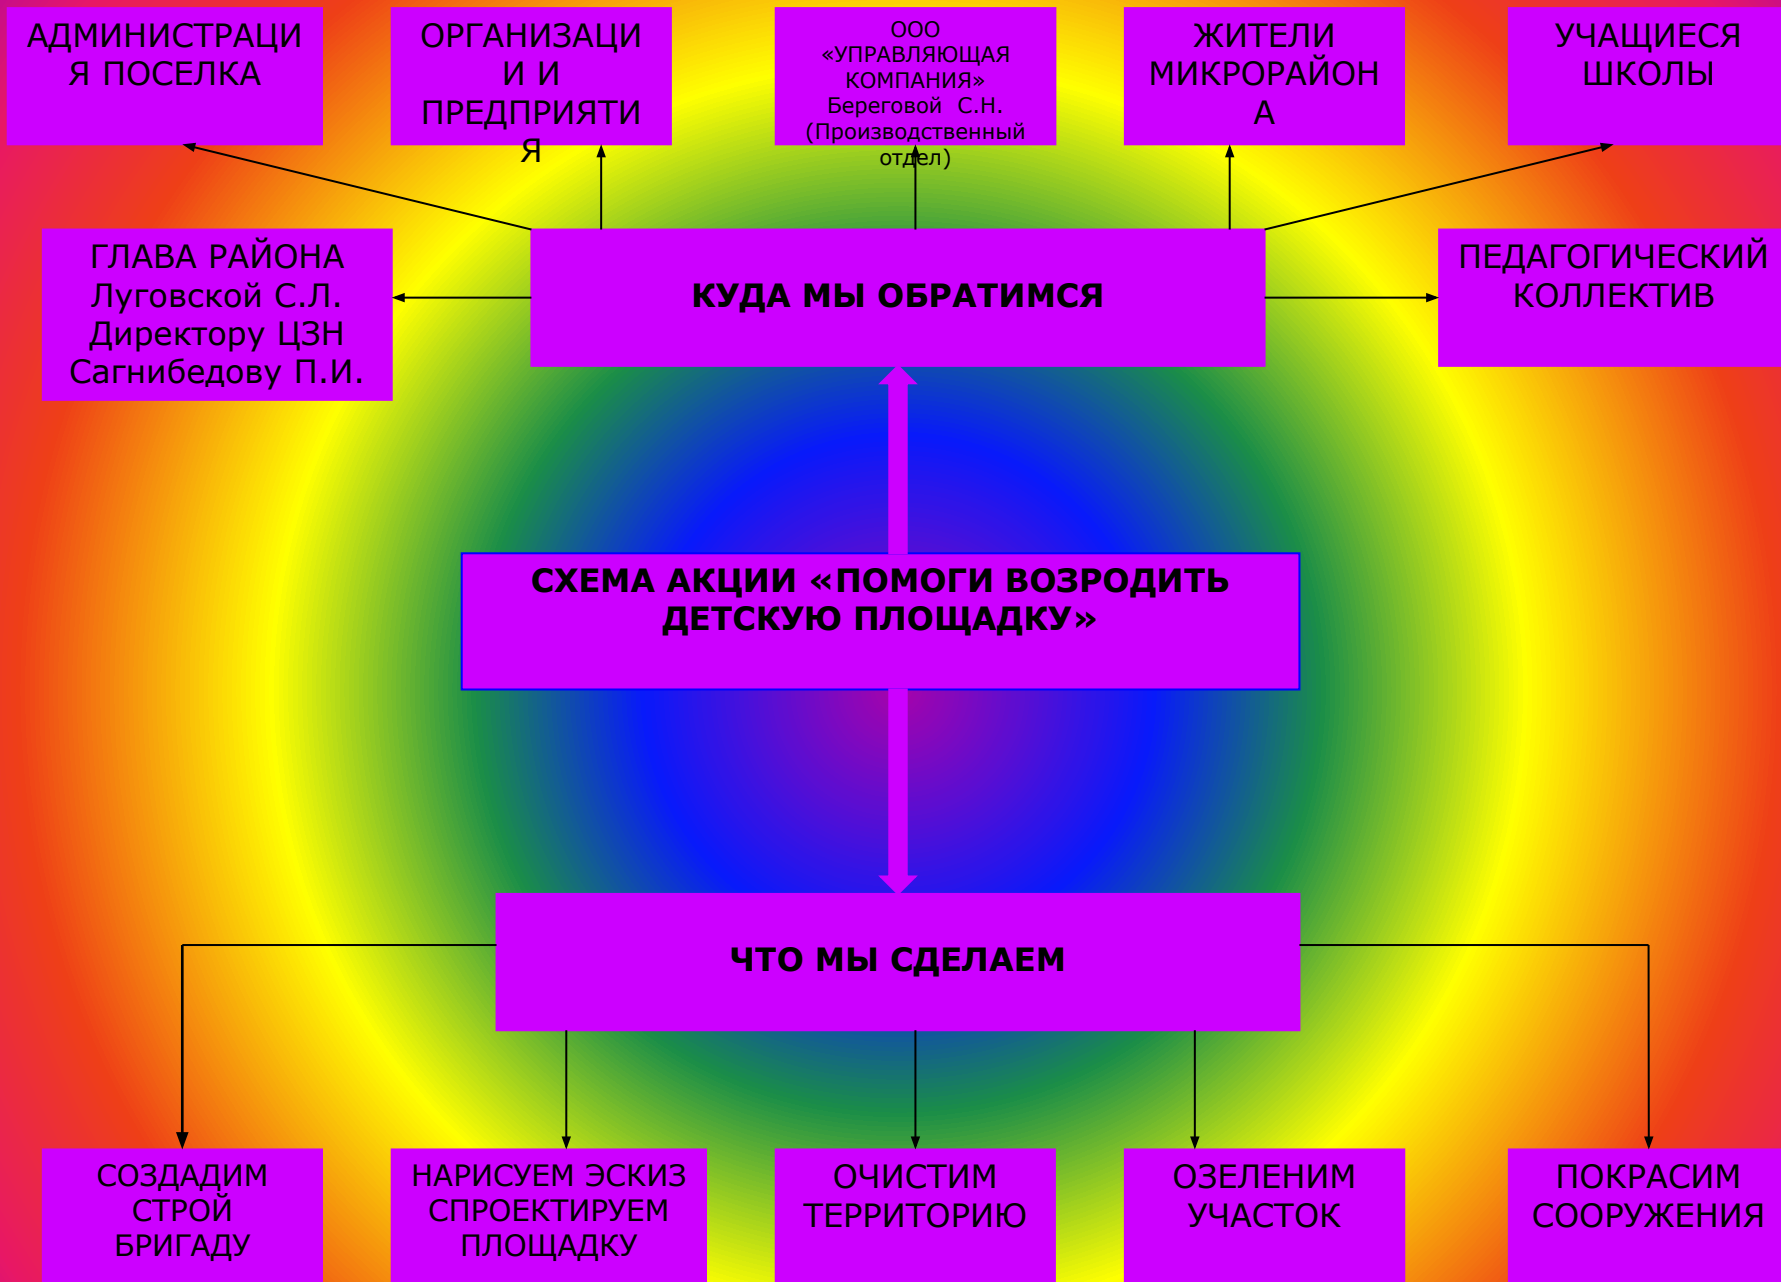 АДМИНИСТРАЦИ
Я ПОСЕЛКА
ОРГАНИЗАЦИ
И И
ПРЕДПРИЯТИ
Я
ООО
«УПРАВЛЯЮЩАЯ
КОМПАНИЯ»
Береговой С.Н.
(Производственный
отдел)
ЖИТЕЛИ
МИКРОРАЙОН
А
УЧАЩИЕСЯ
ШКОЛЫ
ГЛАВА РАЙОНА
Луговской С.Л.
Директору ЦЗН
Сагнибедову П.И.
КУДА МЫ ОБРАТИМСЯ
ПЕДАГОГИЧЕСКИЙ
КОЛЛЕКТИВ
СХЕМА АКЦИИ «ПОМОГИ ВОЗРОДИТЬ
ДЕТСКУЮ ПЛОЩАДКУ»
ЧТО МЫ СДЕЛАЕМ
СОЗДАДИМ
СТРОЙ
БРИГАДУ
НАРИСУЕМ ЭСКИЗ
СПРОЕКТИРУЕМ
ПЛОЩАДКУ
ОЧИСТИМ
ТЕРРИТОРИЮ
ОЗЕЛЕНИМ
УЧАСТОК
ПОКРАСИМ
СООРУЖЕНИЯ